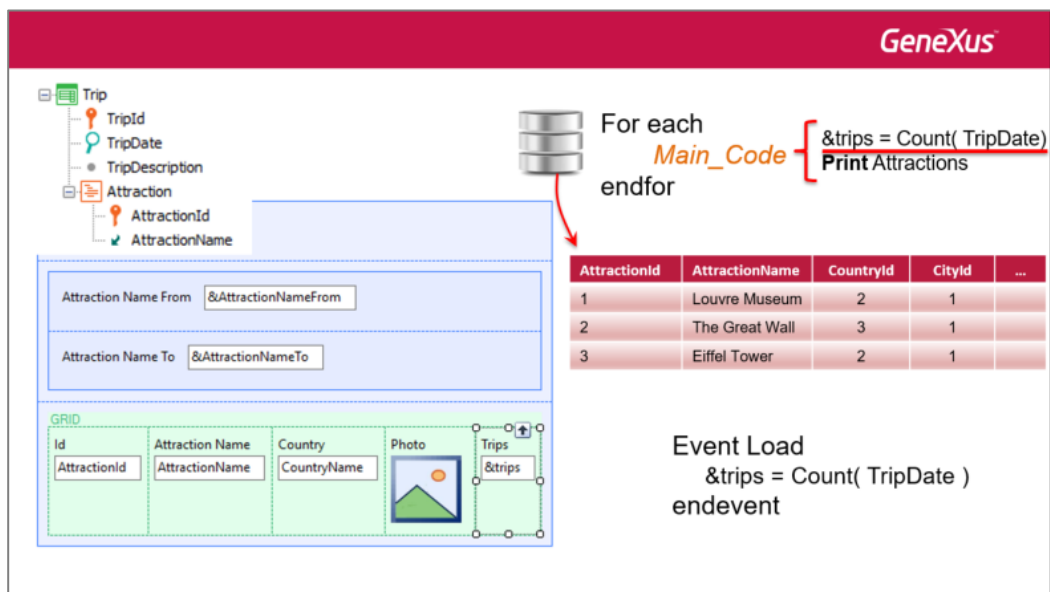 GeneXus™
Trip
TripId
TripDate
TripDescription
Attraction
AttractionId
AttractionName
For each
Main_Code
endfor
&trips = Count( TripDate)
Print Attractions
Attraction Name From &AttractionNameFrom
Attraction Name To &AttractionNameTo
AttractionId AttractionName CountryId CityId ...
1 Louvre Museum 2 1
2 The Great Wall 3 1
3 Eiffel Tower 2 1
GRID
Id Attraction Name Country Photo Trips
AttractionId AttractionName CountryName &trips
Event Load
&trips = Count( TripDate )
endevent